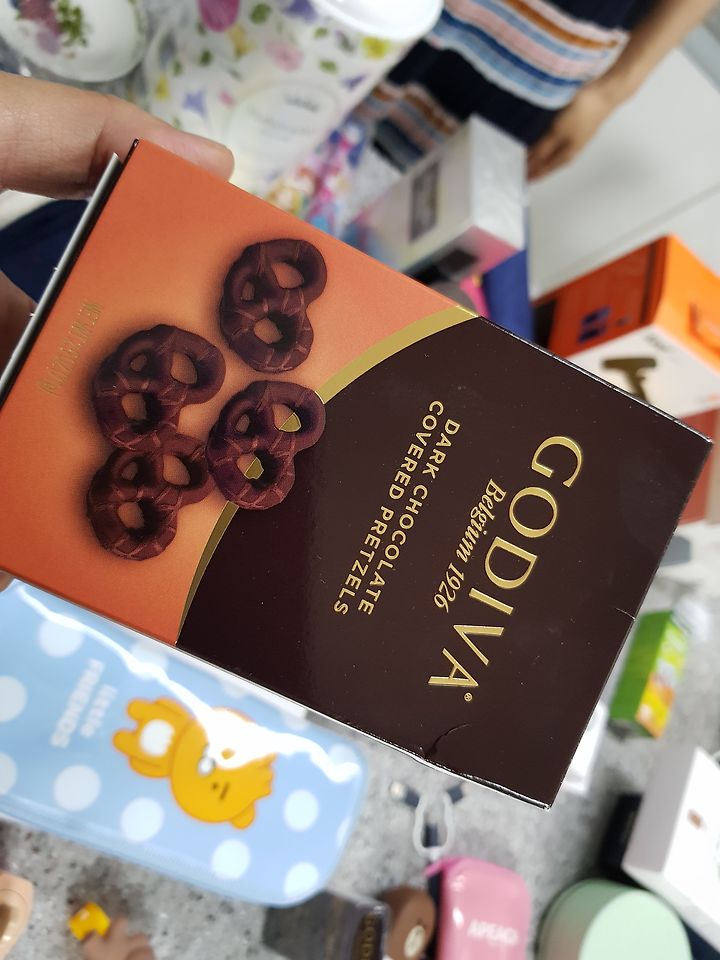 GODIVA®
Belgium 1926
DARK CHOCOLATE
COVERED PRETZELS
little
FRIENDS
APEACH